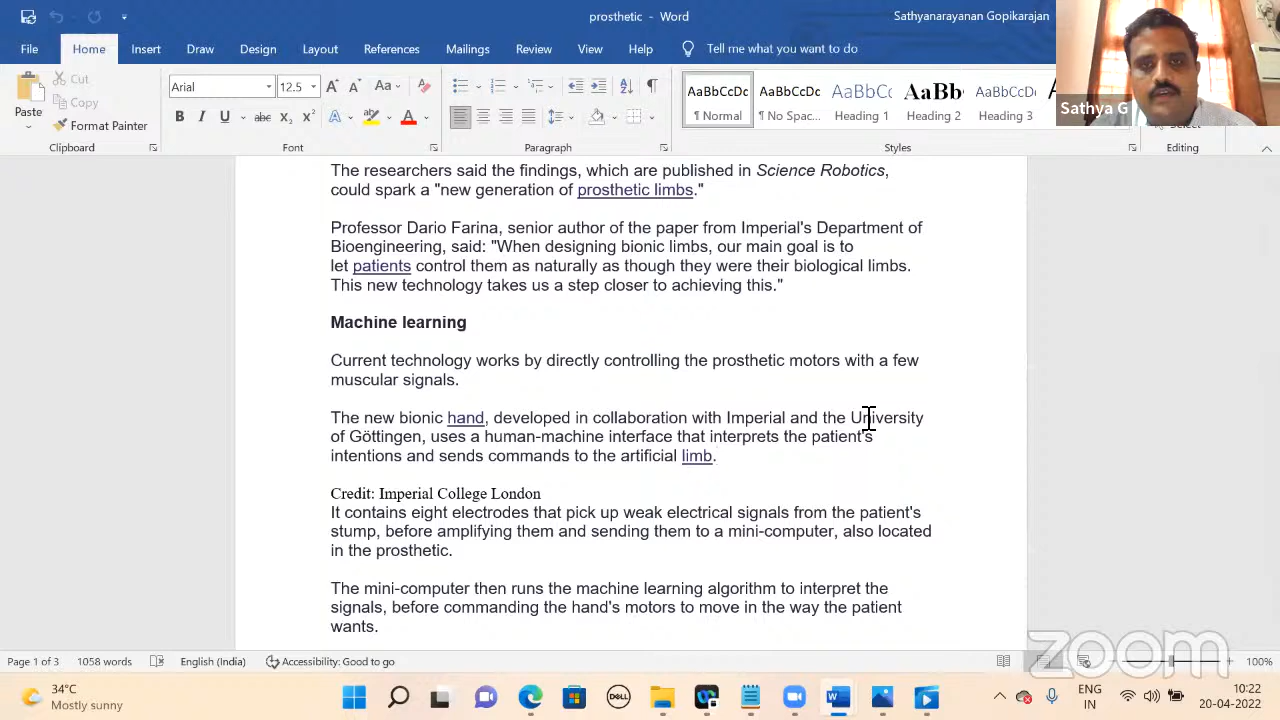 prosthetic - Word
Sathyanarayanan Gopikarajan
File Home Insert Draw Design Layout References Mailings Review View Help Tell me what you want to do
Paste
Cut
Copy
Format Painter
Clipboard
Arial 12.5
Font
Paragraph
AaBbCcDc AaBbCcDc AaBbCc AaBb( AaBbCcDc
¶ Normal ¶ No Spac... Heading 1 Heading 2 Heading 3
Styles
Editing
Sathya G
The researchers said the findings, which are published in Science Robotics,
could spark a "new generation of prosthetic limbs."
Professor Dario Farina, senior author of the paper from Imperial's Department of
Bioengineering, said: "When designing bionic limbs, our main goal is to
let patients control them as naturally as though they were their biological limbs.
This new technology takes us a step closer to achieving this."
Machine learning
Current technology works by directly controlling the prosthetic motors with a few
muscular signals.
The new bionic hand, developed in collaboration with Imperial and the University
of Göttingen, uses a human-machine interface that interprets the patient's
intentions and sends commands to the artificial limb.
Credit: Imperial College London
It contains eight electrodes that pick up weak electrical signals from the patient's
stump, before amplifying them and sending them to a mini-computer, also located
in the prosthetic.
The mini-computer then runs the machine learning algorithm to interpret the
signals, before commanding the hand's motors to move in the way the patient
wants.
zoom
Page 1 of 3 1058 words English (India) Accessibility: Good to go 100%
34°C
Mostly sunny
DELL
ENG
IN
10:22
20-04-2022